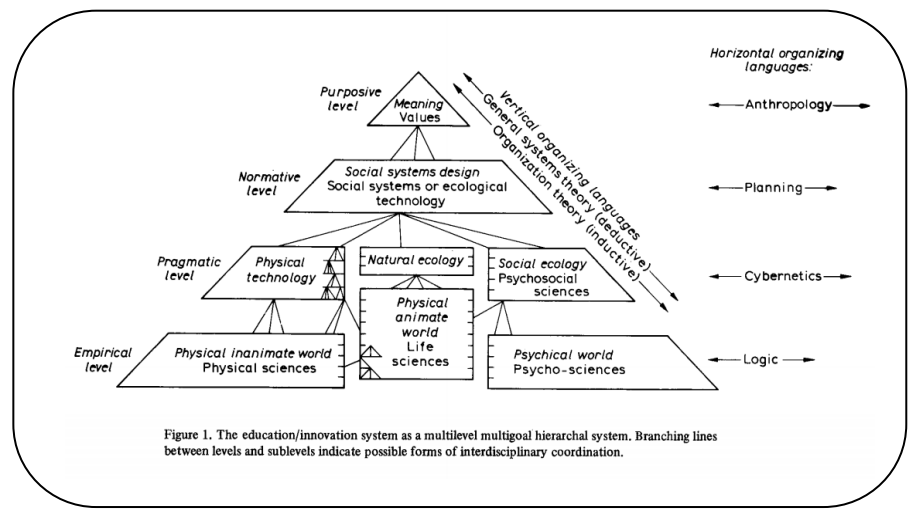 Horizontal organizing
languages:
Purposive
level
Meaning
Values
Vertical organizing languages
General systems theory (deductive)
Organization theory (inductive)
Anthropology
Normative
level
Social systems design
Social systems or ecological
technology
Planning
Pragmatic
level
Physical
technology
Natural ecology
Social ecology
Psychosocial
sciences
Cybernetics
Empirical
level
Physical inanimate world
Physical sciences
Physical
animate
world
Life
sciences
Psychical world
Psycho-sciences
Logic
Figure 1. The education/innovation system as a multilevel multigoal hierarchal system. Branching lines
between levels and sublevels indicate possible forms of interdisciplinary coordination.